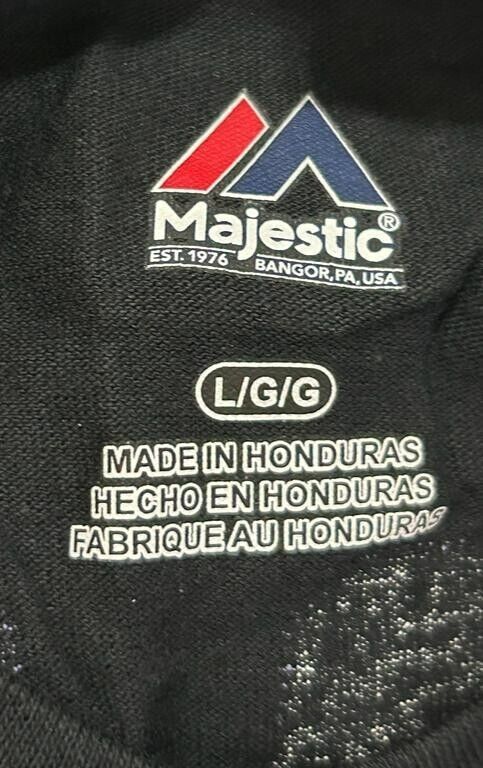 Majestic®
EST. 1976 BANGOR, PA, USA
L/G/G
MADE IN HONDURAS
HECHO EN HONDURAS
FABRIQUE AU HONDURAS